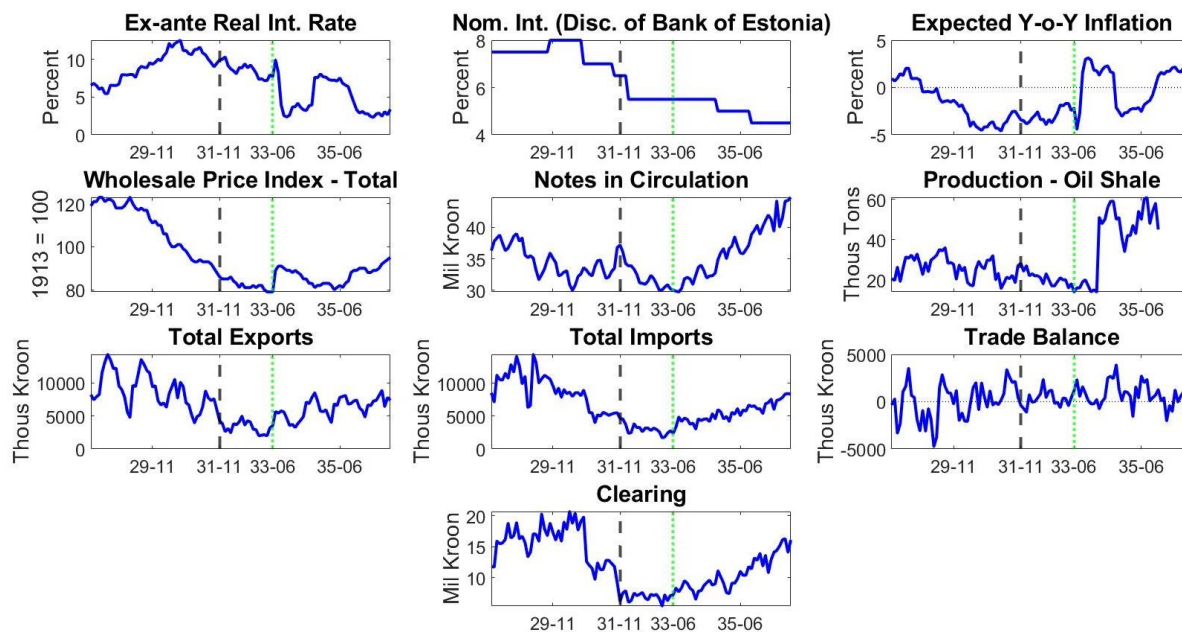 Ex-ante Real Int. Rate
Percent
10
5
0
29-11 31-11 33-06 35-06
Nom. Int. (Disc. of Bank of Estonia)
Percent
8
6
4
29-11 31-11 33-06 35-06
Expected Y-o-Y Inflation
Percent
5
0
-5
29-11 31-11 33-06 35-06
Wholesale Price Index - Total
1913 = 100
120
100
80
29-11 31-11 33-06 35-06
Notes in Circulation
Mil Kroon
40
35
30
29-11 31-11 33-06 35-06
Production - Oil Shale
Thous Tons
60
40
20
29-11 31-11 33-06 35-06
Total Exports
Thous Kroon
10000
5000
0
29-11 31-11 33-06 35-06
Total Imports
Thous Kroon
10000
5000
0
29-11 31-11 33-06 35-06
Trade Balance
Thous Kroon
5000
0
-5000
29-11 31-11 33-06 35-06
Clearing
Mil Kroon
20
15
10
29-11 31-11 33-06 35-06